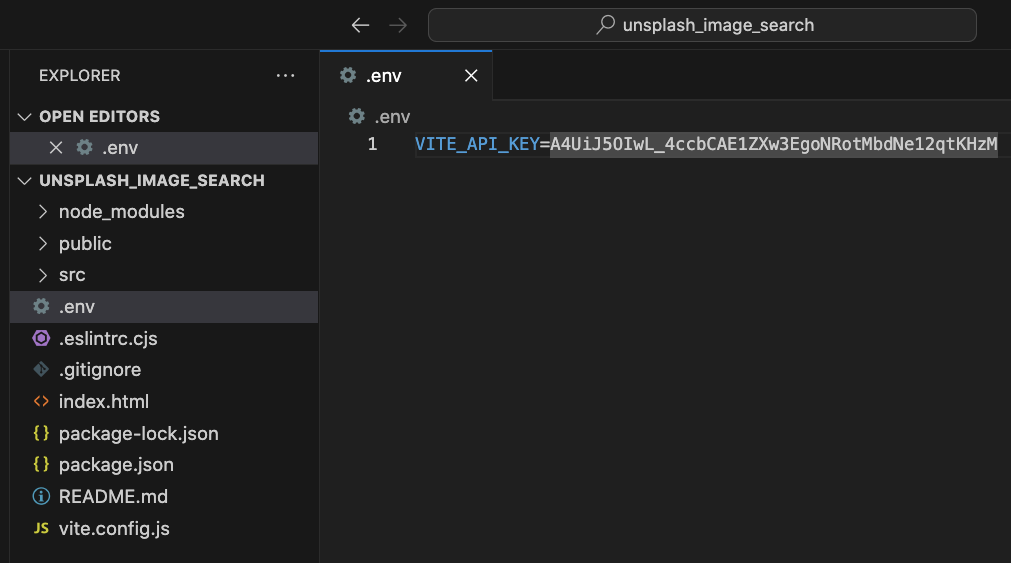 unsplash_image_search
EXPLORER
.env
OPEN EDITORS
.env
.env
1 VITE_API_KEY=A4UiJ5OIwL_4ccbCAE1ZXw3EgoNRotMbdNe12qtKHzM
UNSPLASH_IMAGE_SEARCH
node_modules
public
src
.env
.eslintrc.cjs
.gitignore
index.html
package-lock.json
package.json
README.md
JS vite.config.js